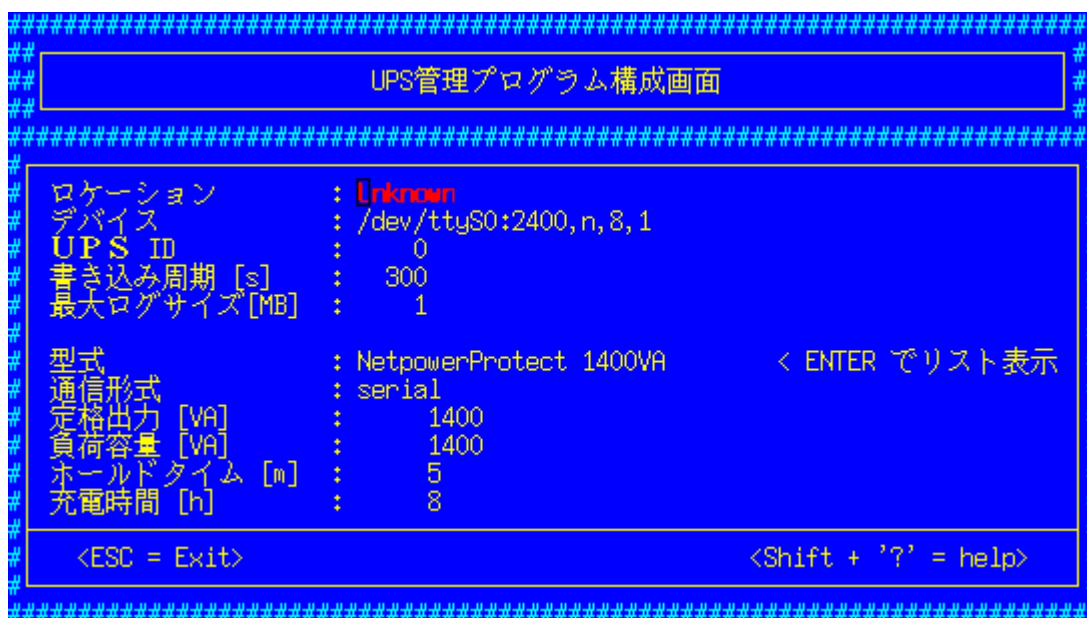 UPS管理プログラム構成画面
ロケーション : Unknown
デバイス : /dev/ttyS0:2400,n,8,1
UPS ID : 0
書き込み周期 [s] : 300
最大ログサイズ[MB] : 1
型式 : NetpowerProtect 1400VA < ENTER でリスト表示
通信形式 : serial
定格出力 [VA] : 1400
負荷容量 [VA] : 1400
ホールドタイム [m] : 5
充電時間 [h] : 8
<ESC = Exit> <Shift + '?' = help>